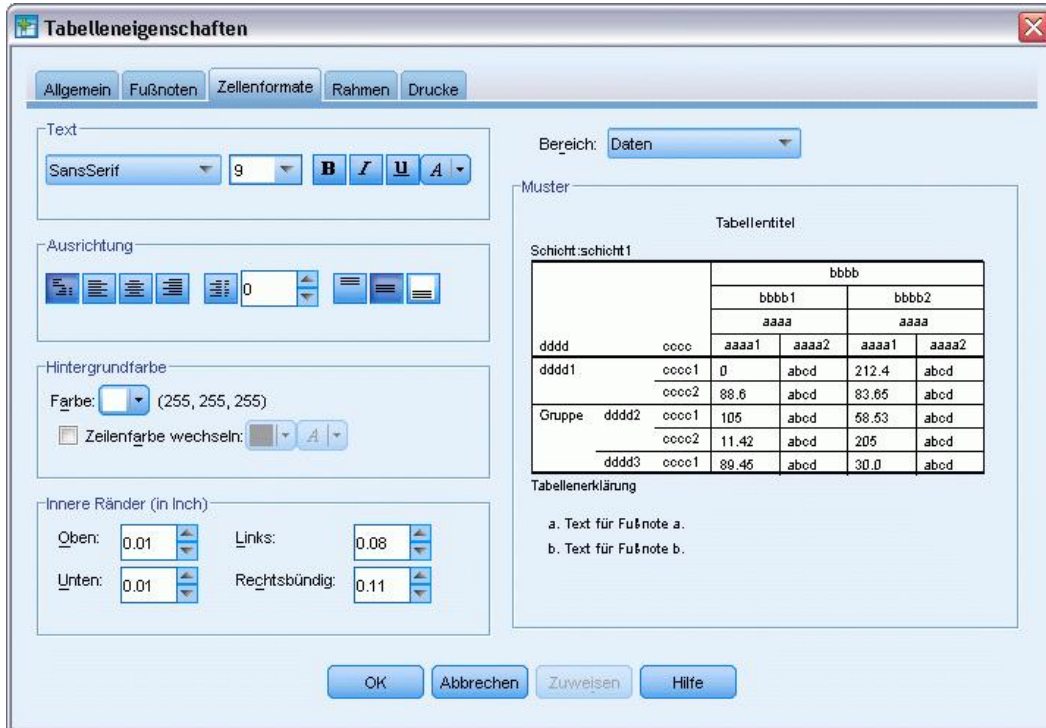 Tabelleneigenschaften
Allgemein Fußnoten Zellenformate Rahmen Drucke
Text
SansSerif 9 B I U A
Ausrichtung
0
Hintergrundfarbe
Farbe: (255, 255, 255)
Zeilenfarbe wechseln: A
Innere Ränder (in Inch)
Oben: 0.01 Links: 0.08
Unten: 0.01 Rechtsbündig: 0.11
Bereich: Daten
Muster
Tabellentitel
Schicht:schicht1
bbbb
bbbb1 bbbb2
aaaa aaaa
dddd cccc aaaa1 aaaa2 aaaa1 aaaa2
dddd1 cccc1 0 abcd 212.4 abcd
cccc2 88.6 abcd 83.65 abcd
Gruppe dddd2 cccc1 105 abcd 58.53 abcd
cccc2 11.42 abcd 205 abcd
dddd3 cccc1 89.45 abcd 30.0 abcd
Tabellenerklärung
a. Text für Fußnote a.
b. Text für Fußnote b.
OK Abbrechen Zuweisen Hilfe